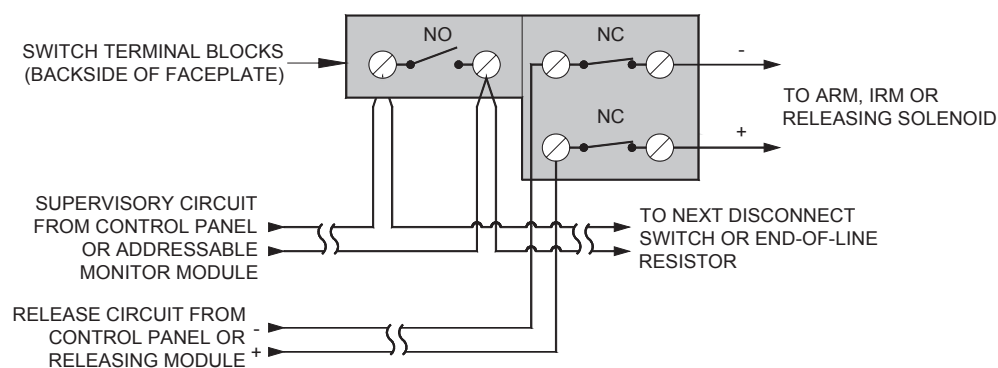 SWITCH TERMINAL BLOCKS
(BACKSIDE OF FACEPLATE)
NO
NC
-
NC
+
TO ARM, IRM OR
RELEASING SOLENOID
SUPERVISORY CIRCUIT
FROM CONTROL PANEL
OR ADDRESSABLE
MONITOR MODULE
TO NEXT DISCONNECT
SWITCH OR END-OF-LINE
RESISTOR
RELEASE CIRCUIT FROM
CONTROL PANEL OR
RELEASING MODULE
-
+